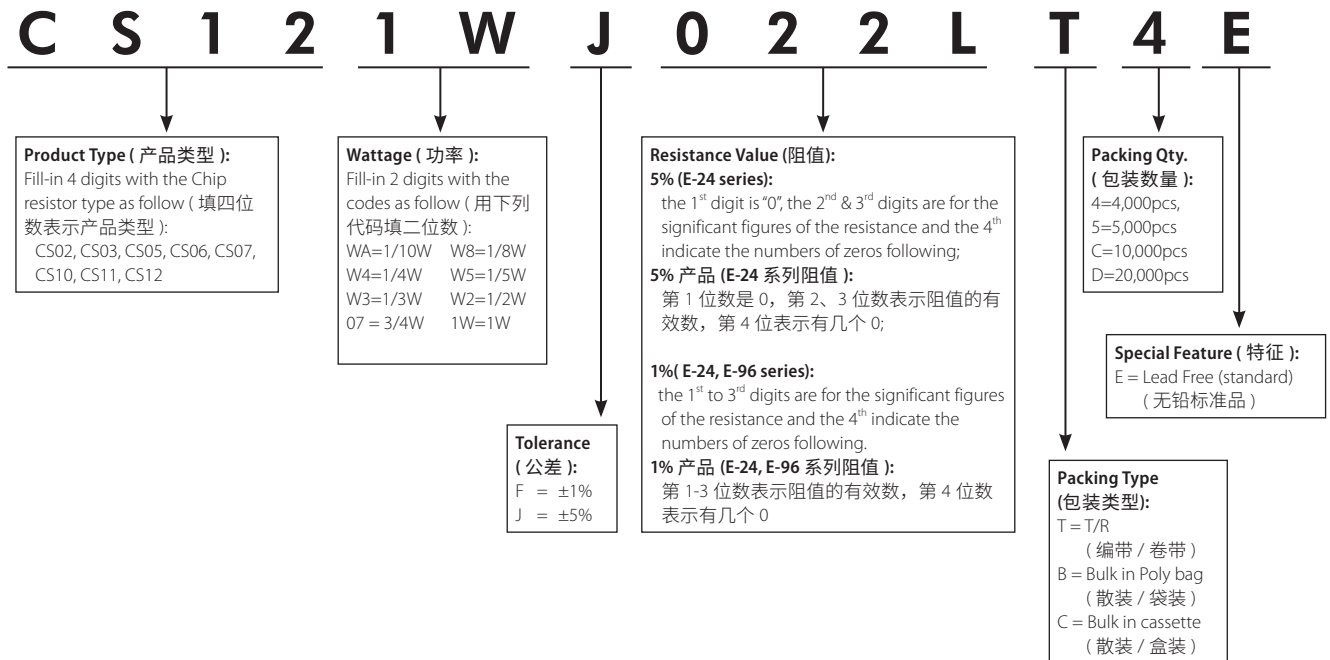 C S 1 2 1 W J 0 2 2 L T 4 E
Product Type ( 产品类型 ):
Fill-in 4 digits with the Chip
resistor type as follow ( 填四位
数表示产品类型 ):
CS02, CS03, CS05, CS06, CS07,
CS10, CS11, CS12
Wattage ( 功率 ):
Fill-in 2 digits with the
codes as follow ( 用下列
代码填二位数 ):
WA=1/10W W8=1/8W
W4=1/4W W5=1/5W
W3=1/3W W2=1/2W
07 = 3/4W 1W=1W
Tolerance
( 公差 ):
F = ±1%
J = ±5%
Resistance Value (阻值):
5% (E-24 series):
the 1st digit is “0”, the 2nd & 3rd digits are for the
significant figures of the resistance and the 4th
indicate the numbers of zeros following;
5% 产品 (E-24 系列阻值 ):
第 1 位数是 0，第 2、3 位数表示阻值的有
效数，第 4 位表示有几个 0;
1%( E-24, E-96 series):
the 1st to 3rd digits are for the significant figures
of the resistance and the 4th indicate the
numbers of zeros following.
1% 产品 (E-24, E-96 系列阻值 ):
第 1-3 位数表示阻值的有效数，第 4 位数
表示有几个 0
Packing Qty.
( 包装数量 ):
4=4,000pcs,
5=5,000pcs
C=10,000pcs
D=20,000pcs
Special Feature ( 特征 ):
E = Lead Free (standard)
( 无铅标准品 )
Packing Type
(包装类型):
T = T/R
( 编带 / 卷带 )
B = Bulk in Poly bag
( 散装 / 袋装 )
C = Bulk in cassette
( 散装 / 盒装 )